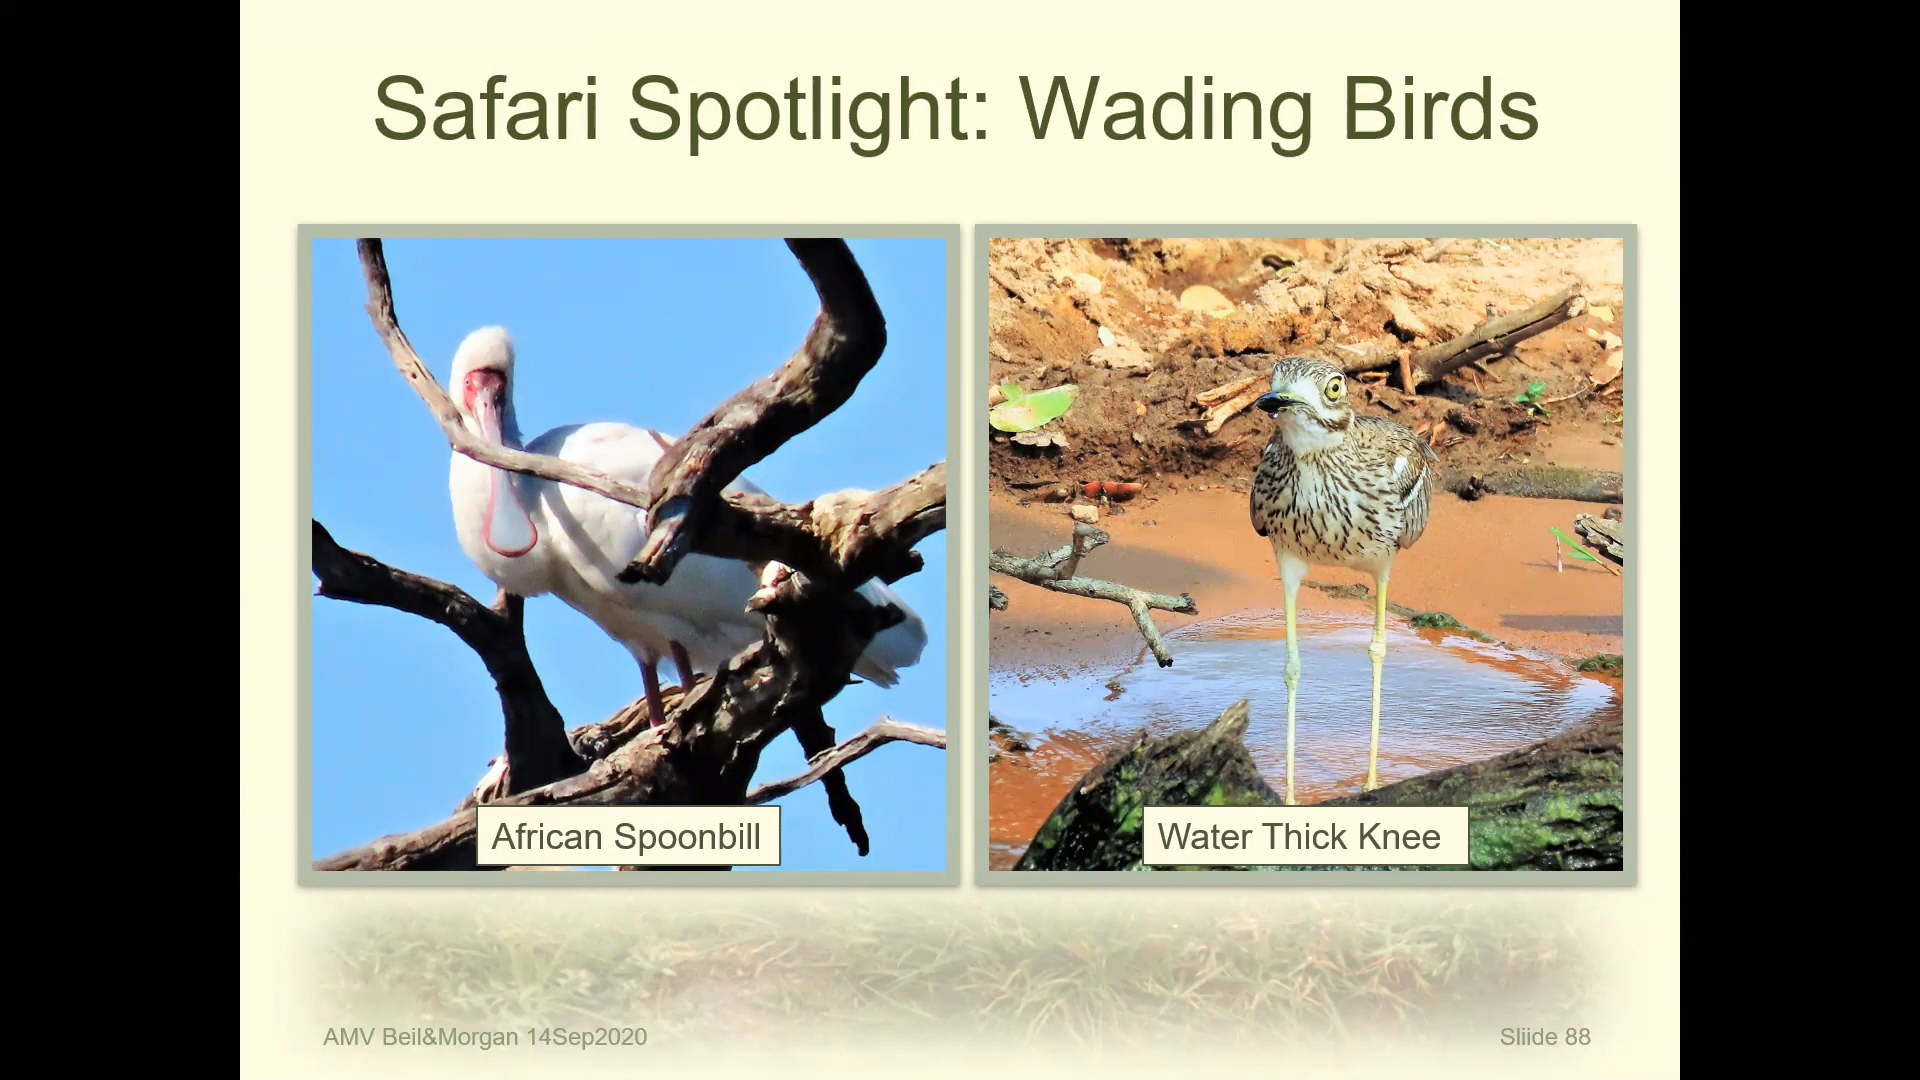 Safari Spotlight: Wading Birds
African Spoonbill
Water Thick Knee
AMV Beil&Morgan 14Sep2020
Sliide 88